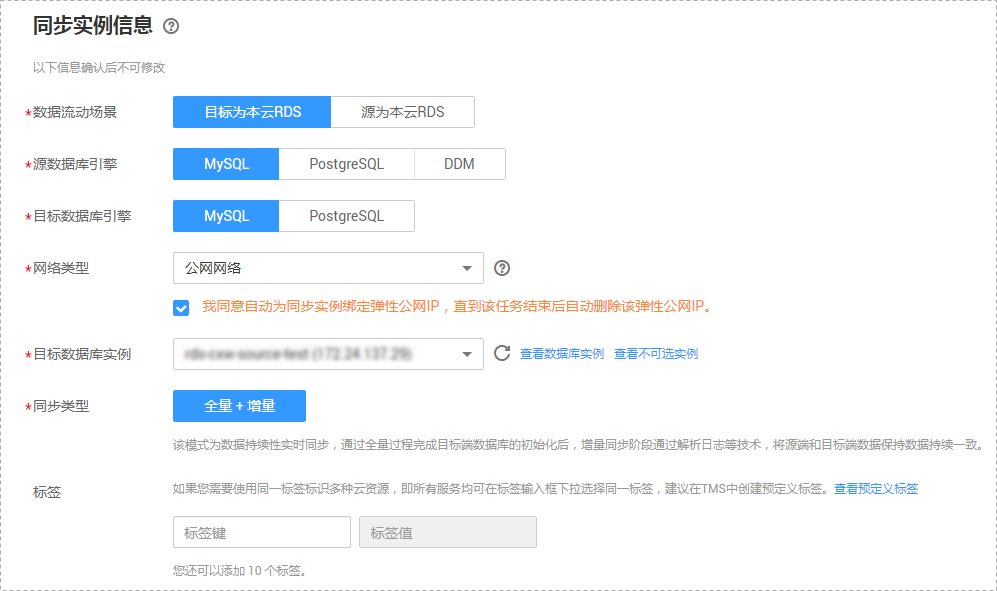 同步实例信息
以下信息确认后不可修改
*数据流动场景 目标为本云RDS 源为本云RDS
*源数据库引擎 MySQL PostgreSQL DDM
*目标数据库引擎 MySQL PostgreSQL
*网络类型 公网网络
我同意自动为同步实例绑定弹性公网IP，直到该任务结束后自动删除该弹性公网IP。
*目标数据库实例 查看数据库实例 查看不可选实例
*同步类型 全量+增量
该模式为数据持续性实时同步，通过全量过程完成目标端数据库的初始化后，增量同步阶段通过解析日志等技术，将源端和目标端数据保持数据持续一致。
标签 如果您需要使用同一标签标识多种云资源，即所有服务均可在标签输入框下拉选择同一标签，建议在TMS中创建预定义标签。查看预定义标签
标签键 标签值
您还可以添加 10 个标签。